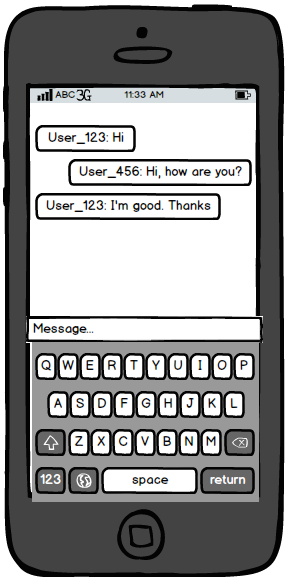 ABC 3G 11:33 AM
User_123: Hi
User_456: Hi, how are you?
User_123: I'm good. Thanks
Message...
Q W E R T Y U I O P
A S D F G H J K L
Z X C V B N M
123 space return